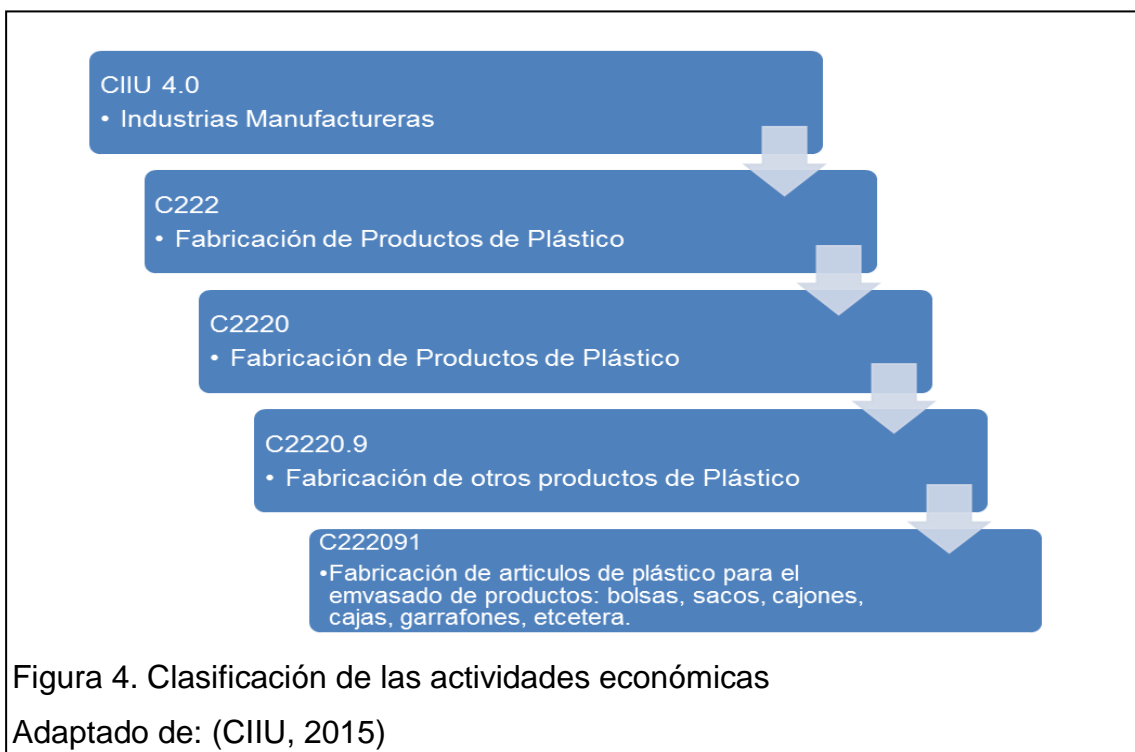 CIIU 4.0
• Industrias Manufactureras
C222
• Fabricación de Productos de Plástico
C2220
• Fabricación de Productos de Plástico
C2220.9
• Fabricación de otros productos de Plástico
C222091
•Fabricación de articulos de plástico para el
emvasado de productos: bolsas, sacos, cajones,
cajas, garrafones, etcetera.
Figura 4. Clasificación de las actividades económicas
Adaptado de: (CIIU, 2015)